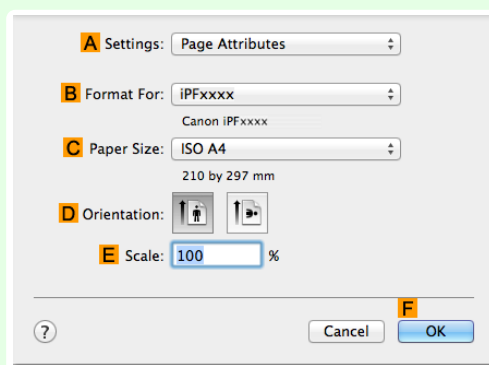 A Settings: Page Attributes
B Format For: iPFxxxx
Canon iPFxxxx
C Paper Size: ISO A4
210 by 297 mm
D Orientation:
E Scale: 100 %
F
? Cancel OK